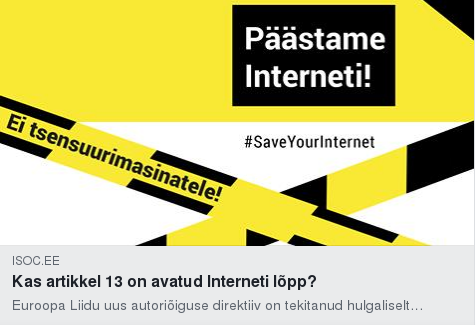 Päästame
Interneti!
Ei tsensuurimasinatele!
#SaveYourInternet
ISOC.EE
Kas artikkel 13 on avatud Interneti lõpp?
Euroopa Liidu uus autoriõiguse direktiiv on tekitanud hulgaliselt…